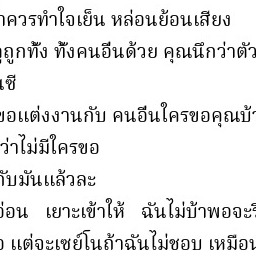 าควรทำใจเย็น หล่อนย้อนเสียง
ถูกทั้ง ทั้งคนอื่นด้วย คุณนึกว่าตัว
นซี
ขอแต่งงานกับ คนอื่นใครขอคุณบ้
ว่าไม่มีใครขอ
กับมันแล้วละ
อ่อน เยาะเข้าให้ ฉันไม่บ้าพอจะรั
อ แต่จะเซย์โนถ้าฉันไม่ชอบ เหมือน